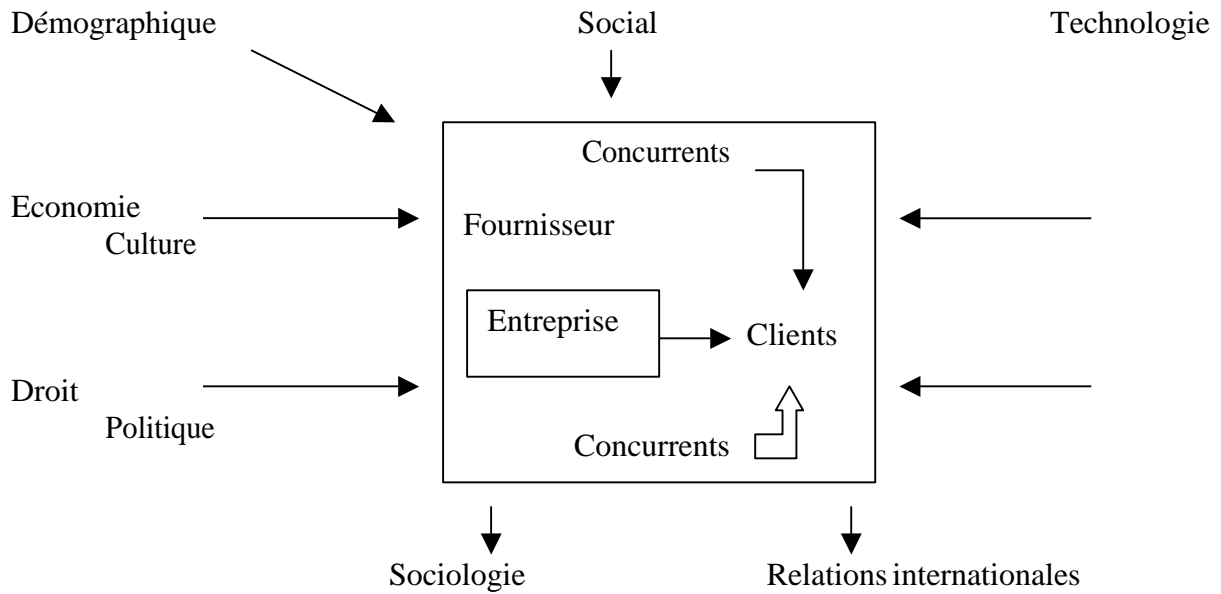 Démographique Social Technologie
Concurrents
Economie
Fournisseur
Culture
Entreprise Clients
Droit
Politique
Concurrents
Sociologie Relations internationales